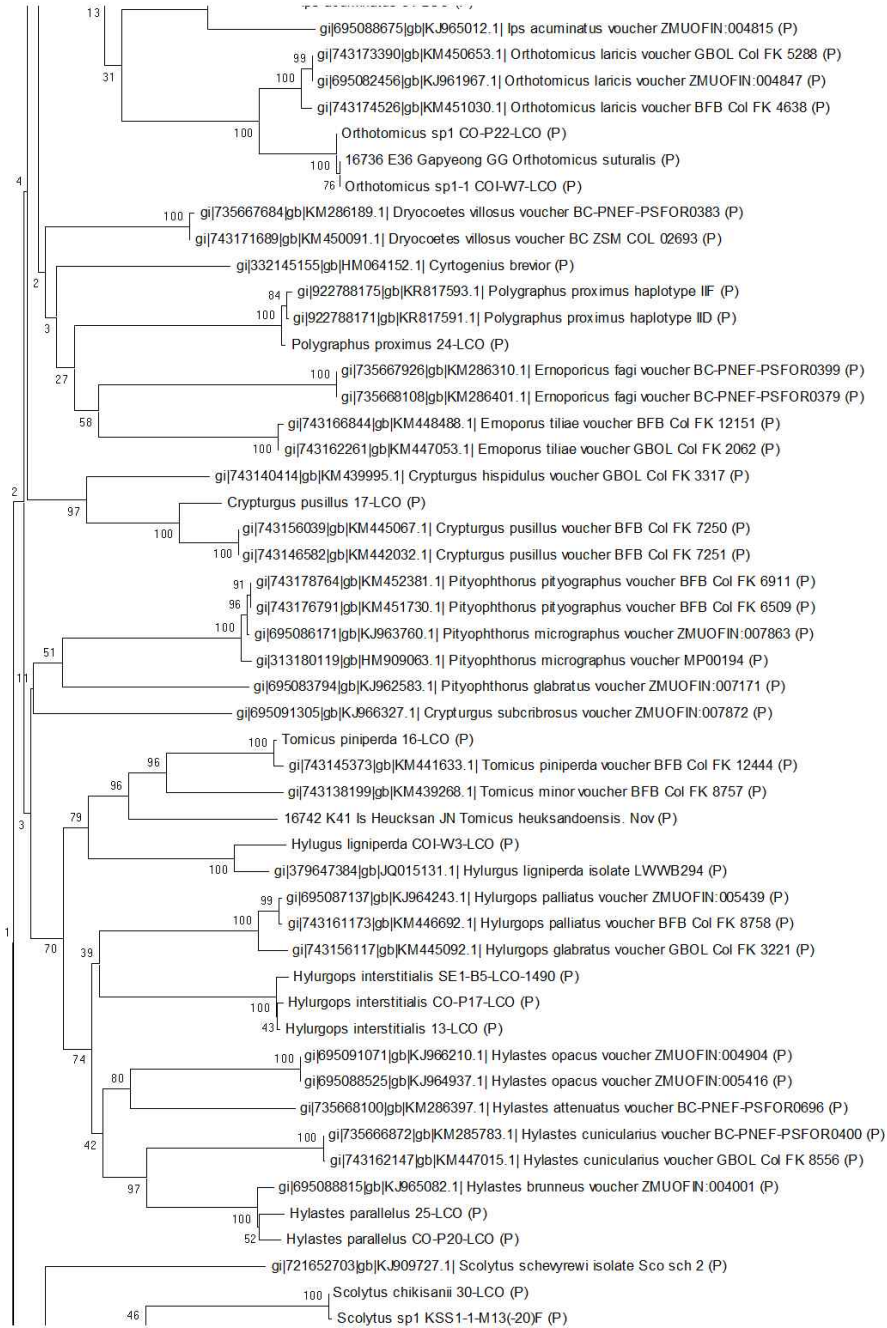 13
gi|695088675|gb|KJ965012.1| Ips acuminatus voucher ZMUOFIN:004815 (P)
99
gi|743173390|gb|KM450653.1| Orthotomicus laricis voucher GBOL Col FK 5288 (P)
31
100
gi|695082456|gb|KJ961967.1| Orthotomicus laricis voucher ZMUOFIN:004847 (P)
gi|743174526|gb|KM451030.1| Orthotomicus laricis voucher BFB Col FK 4638 (P)
100
Orthotomicus sp1 CO-P22-LCO (P)
100
16736 E36 Gapyeong GG Orthotomicus suturalis (P)
4
76
Orthotomicus sp1-1 COI-W7-LCO (P)
100
gi|735667684|gb|KM286189.1| Dryocoetes villosus voucher BC-PNEF-PSFOR0383 (P)
gi|743171689|gb|KM450091.1| Dryocoetes villosus voucher BC ZSM COL 02693 (P)
gi|332145155|gb|HM064152.1| Cyrtogenius brevior (P)
2
84
gi|922788175|gb|KR817593.1| Polygraphus proximus haplotype IIF (P)
3
100
gi|922788171|gb|KR817591.1| Polygraphus proximus haplotype IID (P)
Polygraphus proximus 24-LCO (P)
27
100
gi|735667926|gb|KM286310.1| Ernoporicus fagi voucher BC-PNEF-PSFOR0399 (P)
gi|735668108|gb|KM286401.1| Ernoporicus fagi voucher BC-PNEF-PSFOR0379 (P)
58
gi|743166844|gb|KM448488.1| Ernoporus tiliae voucher BFB Col FK 12151 (P)
100
gi|743162261|gb|KM447053.1| Ernoporus tiliae voucher GBOL Col FK 2062 (P)
gi|743140414|gb|KM439995.1| Crypturgus hispidulus voucher GBOL Col FK 3317 (P)
2
97
Crypturgus pusillus 17-LCO (P)
100
gi|743156039|gb|KM445067.1| Crypturgus pusillus voucher BFB Col FK 7250 (P)
100
gi|743146582|gb|KM442032.1| Crypturgus pusillus voucher BFB Col FK 7251 (P)
91
gi|743178764|gb|KM452381.1| Pityophthorus pityographus voucher BFB Col FK 6911 (P)
96
gi|743176791|gb|KM451730.1| Pityophthorus pityographus voucher BFB Col FK 6509 (P)
100
gi|695086171|gb|KJ963760.1| Pityophthorus micrographus voucher ZMUOFIN:007863 (P)
51
gi|313180119|gb|HM909063.1| Pityophthorus micrographus voucher MP00194 (P)
11
gi|695083794|gb|KJ962583.1| Pityophthorus glabratus voucher ZMUOFIN:007171 (P)
gi|695091305|gb|KJ966327.1| Crypturgus subcribrosus voucher ZMUOFIN:007872 (P)
100
Tomicus piniperda 16-LCO (P)
96
gi|743145373|gb|KM441633.1| Tomicus piniperda voucher BFB Col FK 12444 (P)
96
gi|743138199|gb|KM439268.1| Tomicus minor voucher BFB Col FK 8757 (P)
3
79
16742 K41 Is Heucksan JN Tomicus heuksandoensis. Nov (P)
Hylugus ligniperda COI-W3-LCO (P)
100
gi|379647384|gb|JQ015131.1| Hylurgus ligniperda isolate LWWB294 (P)
99
gi|695087137|gb|KJ964243.1| Hylurgops palliatus voucher ZMUOFIN:005439 (P)
1
100
gi|743161173|gb|KM446692.1| Hylurgops palliatus voucher BFB Col FK 8758 (P)
70
39
gi|743156117|gb|KM445092.1| Hylurgops glabratus voucher GBOL Col FK 3221 (P)
Hylurgops interstitialis SE1-B5-LCO-1490 (P)
100
Hylurgops interstitialis CO-P17-LCO (P)
43
Hylurgops interstitialis 13-LCO (P)
74
100
gi|695091071|gb|KJ966210.1| Hylastes opacus voucher ZMUOFIN:004904 (P)
80
gi|695088525|gb|KJ964937.1| Hylastes opacus voucher ZMUOFIN:005416 (P)
gi|735668100|gb|KM286397.1| Hylastes attenuatus voucher BC-PNEF-PSFOR0696 (P)
42
100
gi|735666872|gb|KM285783.1| Hylastes cunicularius voucher BC-PNEF-PSFOR0400 (P)
gi|743162147|gb|KM447015.1| Hylastes cunicularius voucher GBOL Col FK 8556 (P)
97
gi|695088815|gb|KJ965082.1| Hylastes brunneus voucher ZMUOFIN:004001 (P)
100
Hylastes parallelus 25-LCO (P)
52
Hylastes parallelus CO-P20-LCO (P)
gi|721652703|gb|KJ909727.1| Scolytus schevyrewi isolate Sco sch 2 (P)
100
Scolytus chikisanii 30-LCO (P)
46
Scolytus sp1 KSS1-1-M13(-20)F (P)